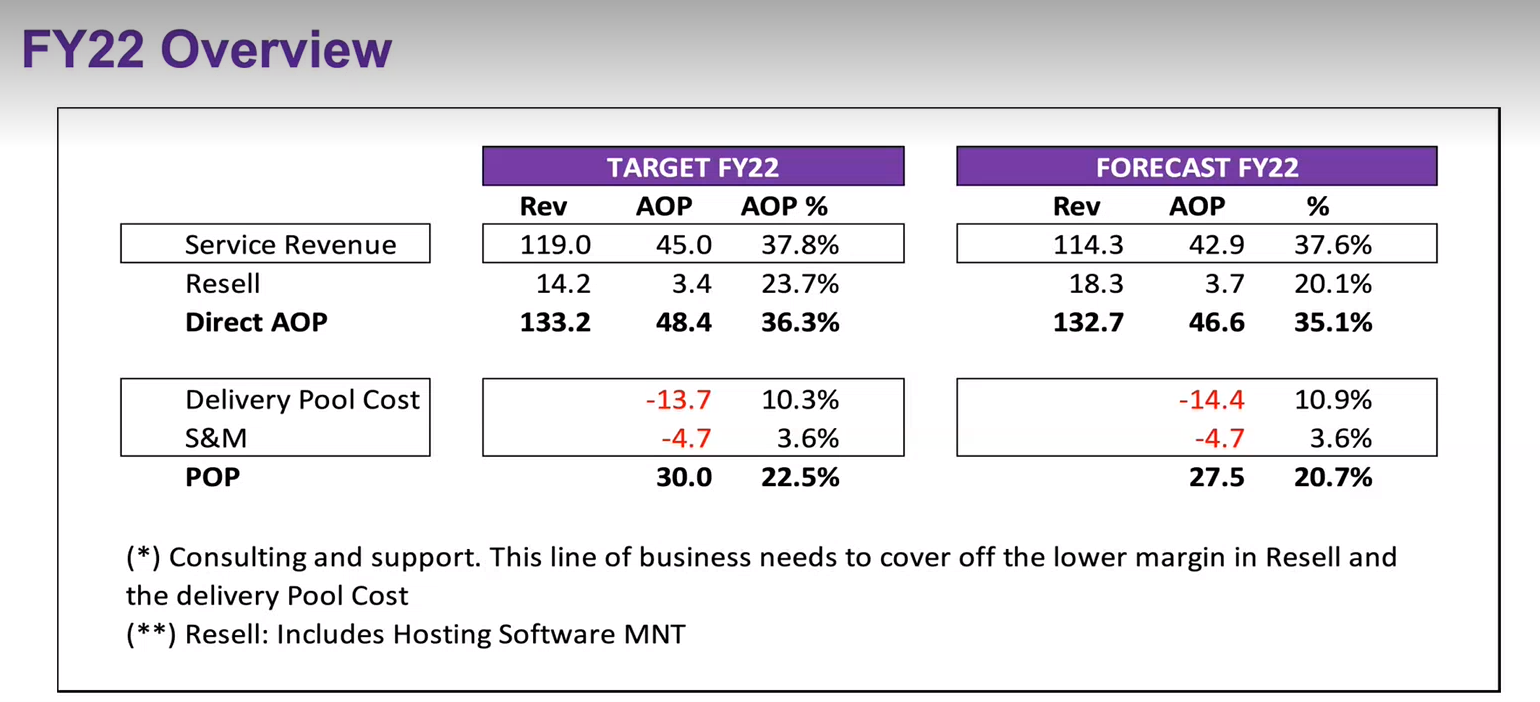 FY22 Overview
TARGET FY22 FORECAST FY22
Rev AOP AOP % Rev AOP %
Service Revenue 119.0 45.0 37.8% 114.3 42.9 37.6%
Resell 14.2 3.4 23.7% 18.3 3.7 20.1%
Direct AOP 133.2 48.4 36.3% 132.7 46.6 35.1%
Delivery Pool Cost -13.7 10.3% -14.4 10.9%
S&M -4.7 3.6% -4.7 3.6%
POP 30.0 22.5% 27.5 20.7%
(*) Consulting and support. This line of business needs to cover off the lower margin in Resell and
the delivery Pool Cost
(**) Resell: Includes Hosting Software MNT